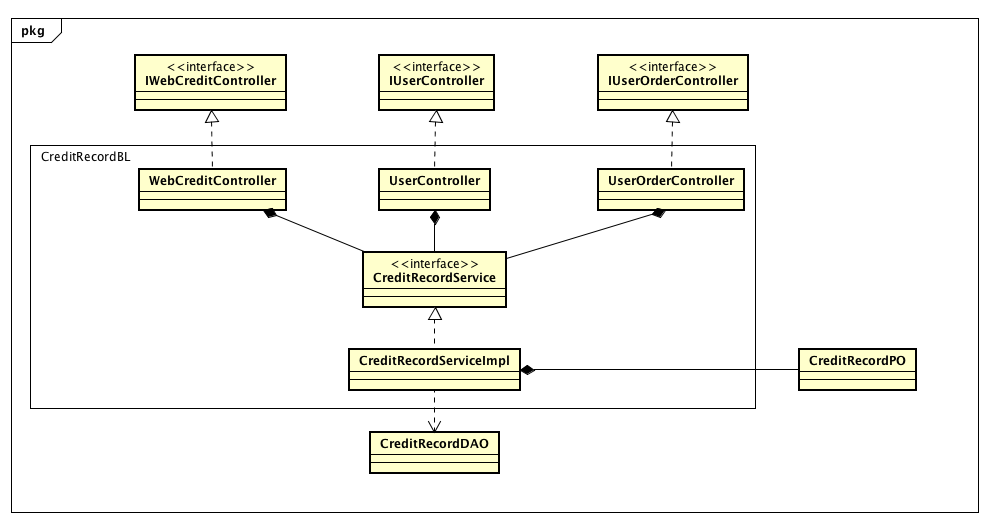 pkg
<<interface>>
IWebCreditController
<<interface>>
IUserController
<<interface>>
IUserOrderController
CreditRecordBL
WebCreditController
UserController
UserOrderController
<<interface>>
CreditRecordService
CreditRecordServiceImpl
CreditRecordPO
CreditRecordDAO